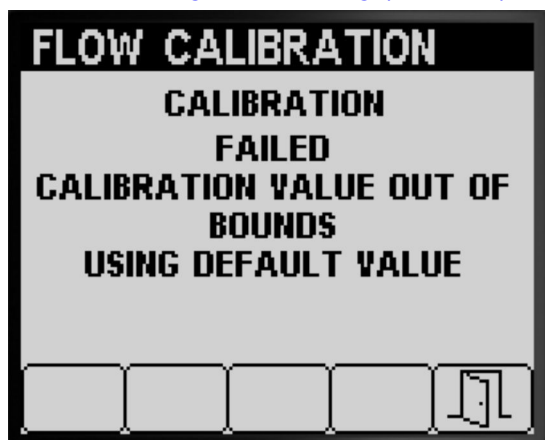 FLOW CALIBRATION
CALIBRATION
FAILED
CALIBRATION VALUE OUT OF
BOUNDS
USING DEFAULT VALUE